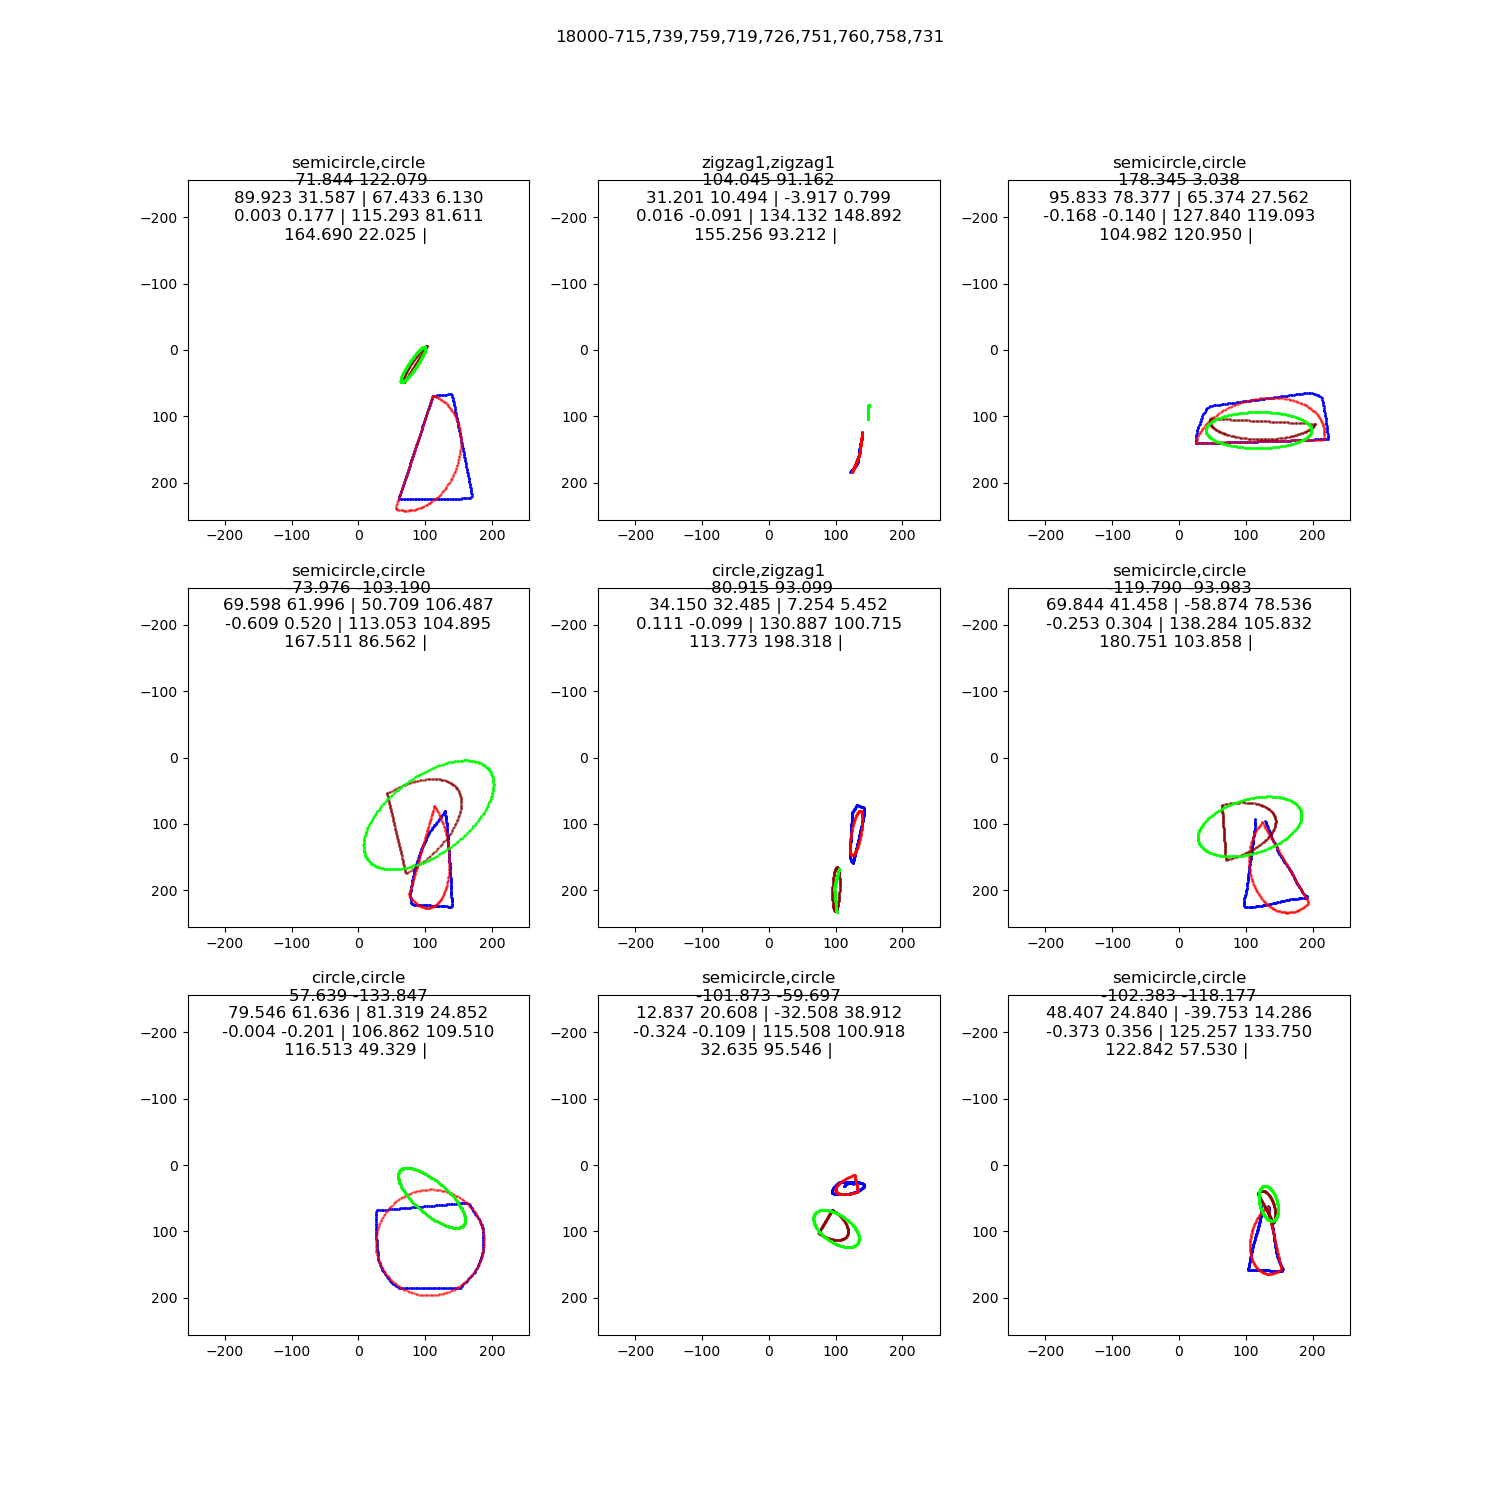 18000-715,739,759,719,726,751,760,758,731
semicircle,circle
-71.844 122.079
89.923 31.587 | 67.433 6.130
0.003 0.177 | 115.293 81.611
164.690 22.025 |
−200
−100
0
100
200
−200 −100 0 100 200
zigzag1,zigzag1
104.045 91.162
31.201 10.494 | -3.917 0.799
0.016 -0.091 | 134.132 148.892
155.256 93.212 |
−200
−100
0
100
200
−200 −100 0 100 200
semicircle,circle
178.345 3.038
95.833 78.377 | 65.374 27.562
-0.168 -0.140 | 127.840 119.093
104.982 120.950 |
−200
−100
0
100
200
−200 −100 0 100 200
semicircle,circle
-73.976 -103.190
69.598 61.996 | 50.709 106.487
-0.609 0.520 | 113.053 104.895
167.511 86.562 |
−200
−100
0
100
200
−200 −100 0 100 200
circle,zigzag1
-80.915 93.099
34.150 32.485 | 7.254 5.452
0.111 -0.099 | 130.887 100.715
113.773 198.318 |
−200
−100
0
100
200
−200 −100 0 100 200
semicircle,circle
-119.790 -93.983
69.844 41.458 | -58.874 78.536
-0.253 0.304 | 138.284 105.832
180.751 103.858 |
−200
−100
0
100
200
−200 −100 0 100 200
circle,circle
57.639 -133.847
79.546 61.636 | 81.319 24.852
-0.004 -0.201 | 106.862 109.510
116.513 49.329 |
−200
−100
0
100
200
−200 −100 0 100 200
semicircle,circle
-101.873 -59.697
12.837 20.608 | -32.508 38.912
-0.324 -0.109 | 115.508 100.918
32.635 95.546 |
−200
−100
0
100
200
−200 −100 0 100 200
semicircle,circle
-102.383 -118.177
48.407 24.840 | -39.753 14.286
-0.373 0.356 | 125.257 133.750
122.842 57.530 |
−200
−100
0
100
200
−200 −100 0 100 200